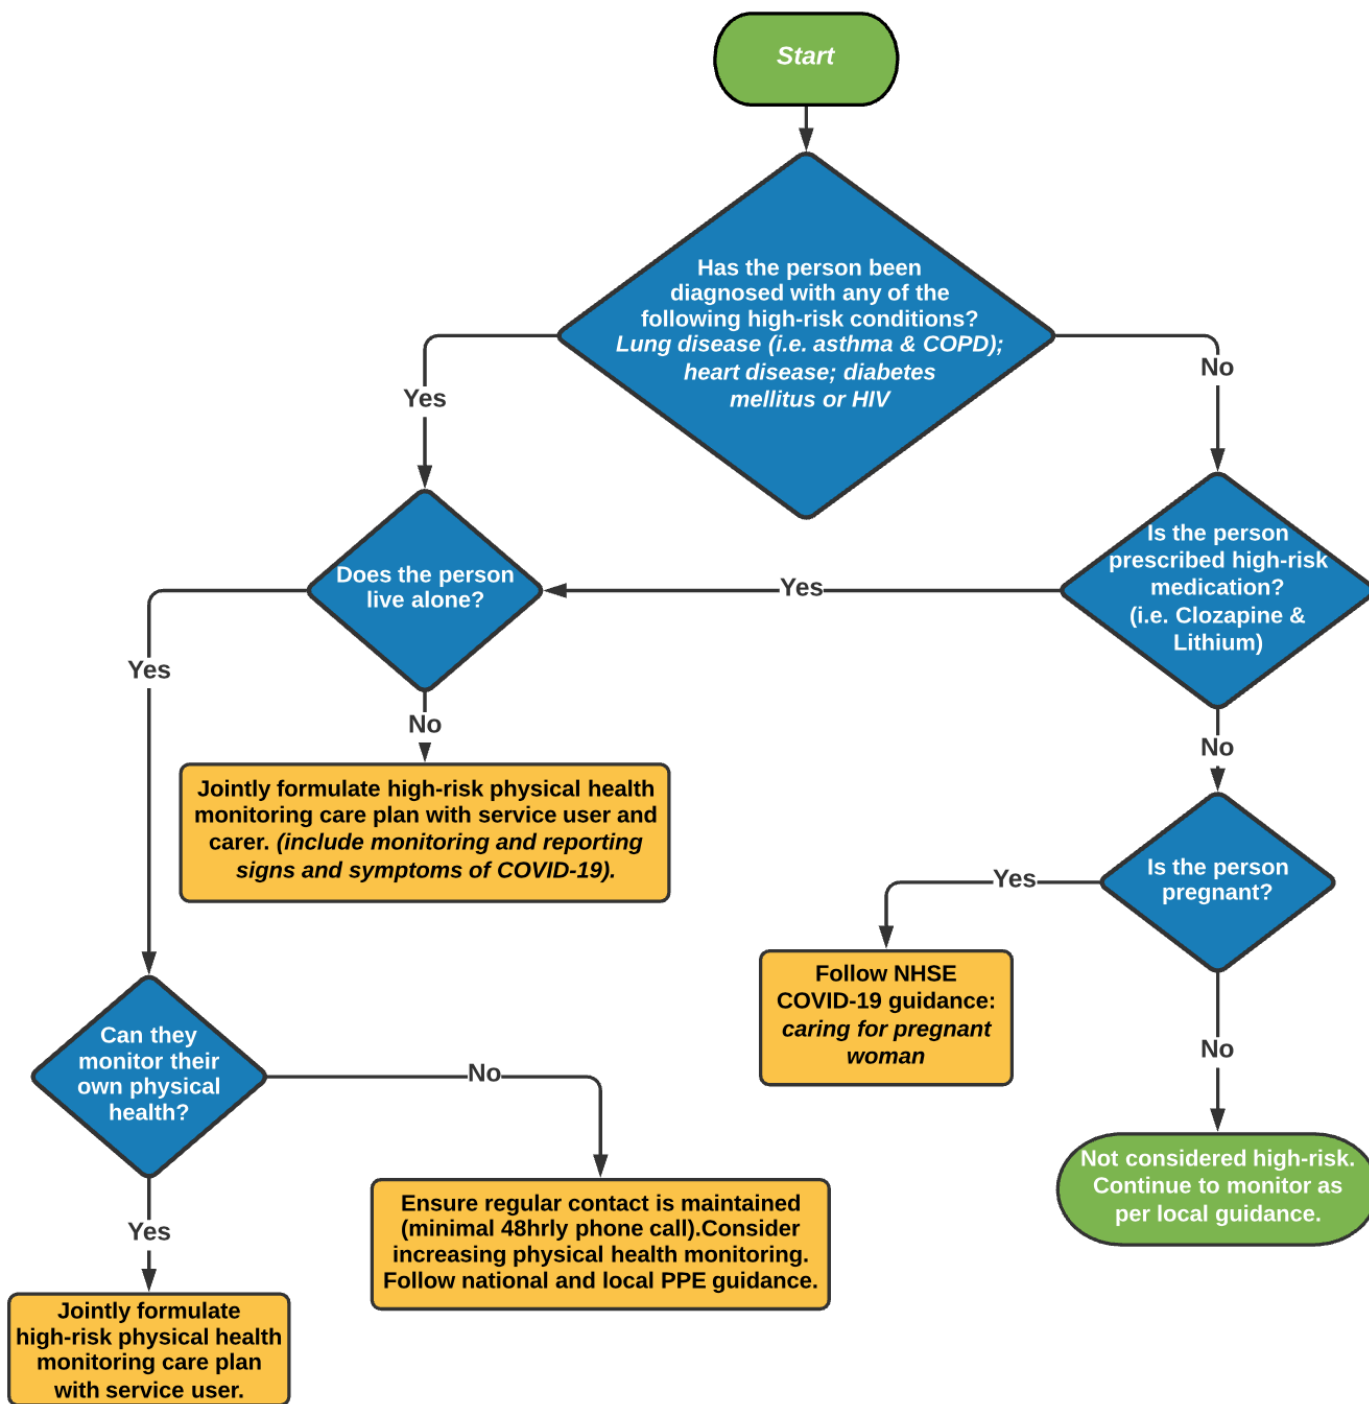 Start
Has the person been
diagnosed with any of the
following high-risk conditions?
Lung disease (i.e. asthma & COPD);
heart disease; diabetes
mellitus or HIV
Yes
No
Does the person
live alone?
Yes
Is the person
prescribed high-risk
medication?
(i.e. Clozapine &
Lithium)
Yes
No
No
Jointly formulate high-risk physical health
monitoring care plan with service user and
carer. (include monitoring and reporting
signs and symptoms of COVID-19).
Is the person
pregnant?
Yes
Follow NHSE
COVID-19 guidance:
caring for pregnant
woman
No
Can they
monitor their
own physical
health?
No
Not considered high-risk.
Continue to monitor as
per local guidance.
Ensure regular contact is maintained
(minimal 48hrly phone call).Consider
increasing physical health monitoring.
Follow national and local PPE guidance.
Yes
Jointly formulate
high-risk physical health
monitoring care plan
with service user.